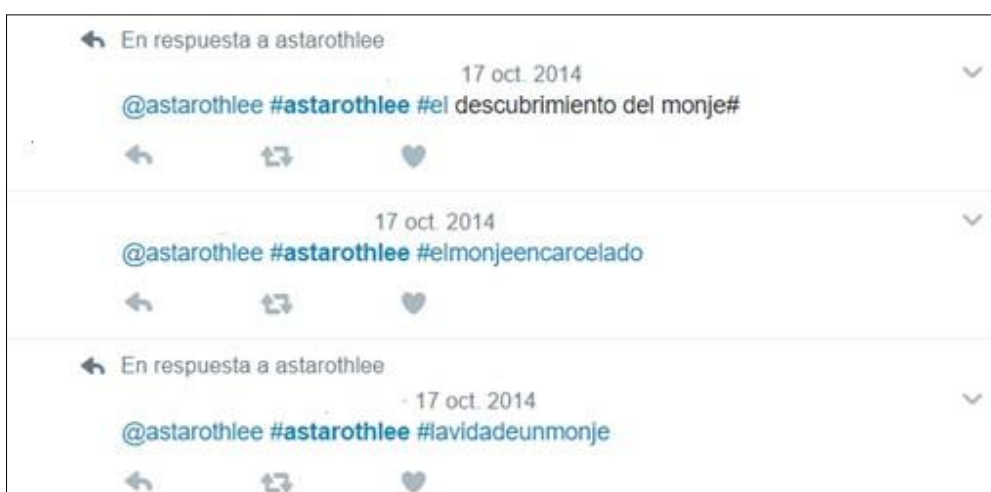 En respuesta a astarothlee
17 oct. 2014
@astarothlee #astarothlee #el descubrimiento del monje#
17 oct. 2014
@astarothlee #astarothlee #elmonjeencarcelado
En respuesta a astarothlee
17 oct. 2014
@astarothlee #astarothlee #lavidadeunmonje